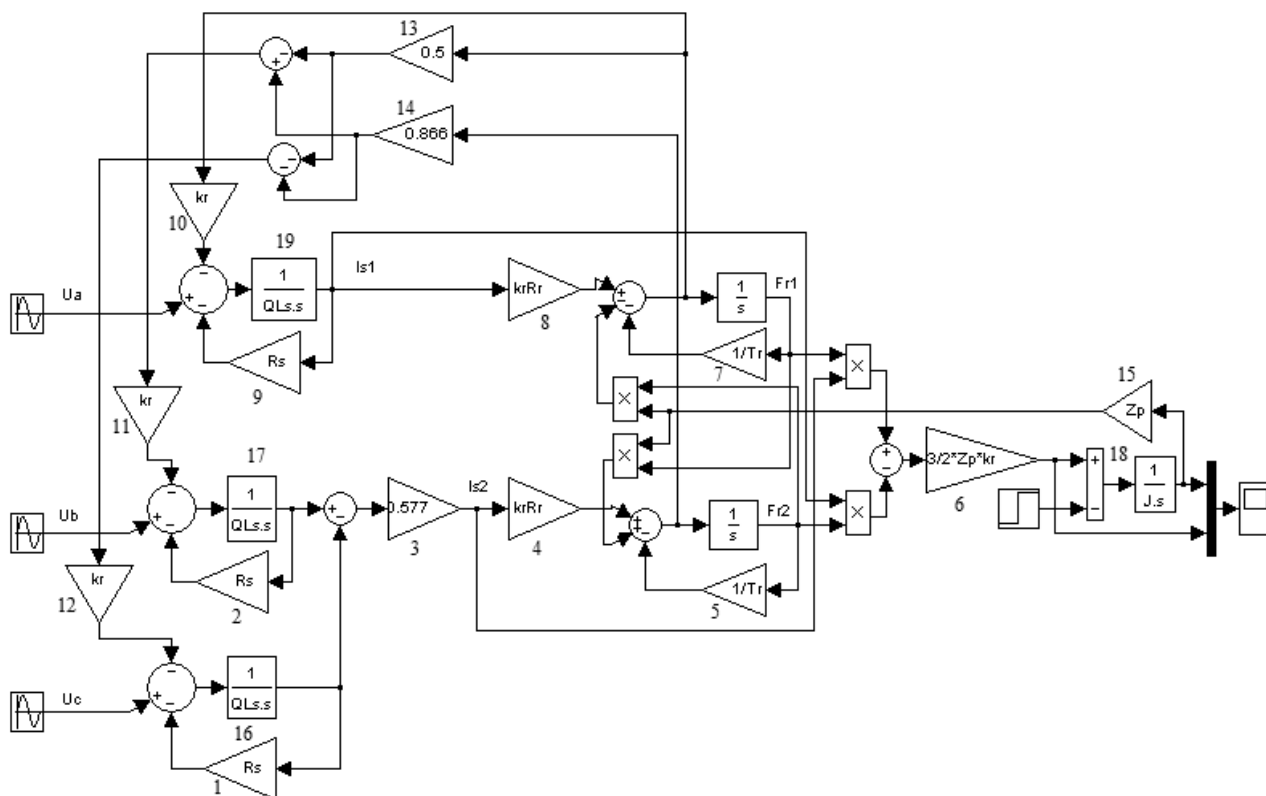 13
0.5
14
0.866
kr
10
19
Ua
1
QLs.s
Is1
krRr
8
1
s
Fr1
Rs
9
1/Tr
7
×
×
15
Zp
kr
11
17
Ub
1
QLs.s
0.577
3
Is2
krRr
4
×
1
s
Fr2
×
3/2*Zp*kr
6
18
1
J.s
Rs
2
1/Tr
5
kr
12
Uc
1
QLs.s
16
Rs
1